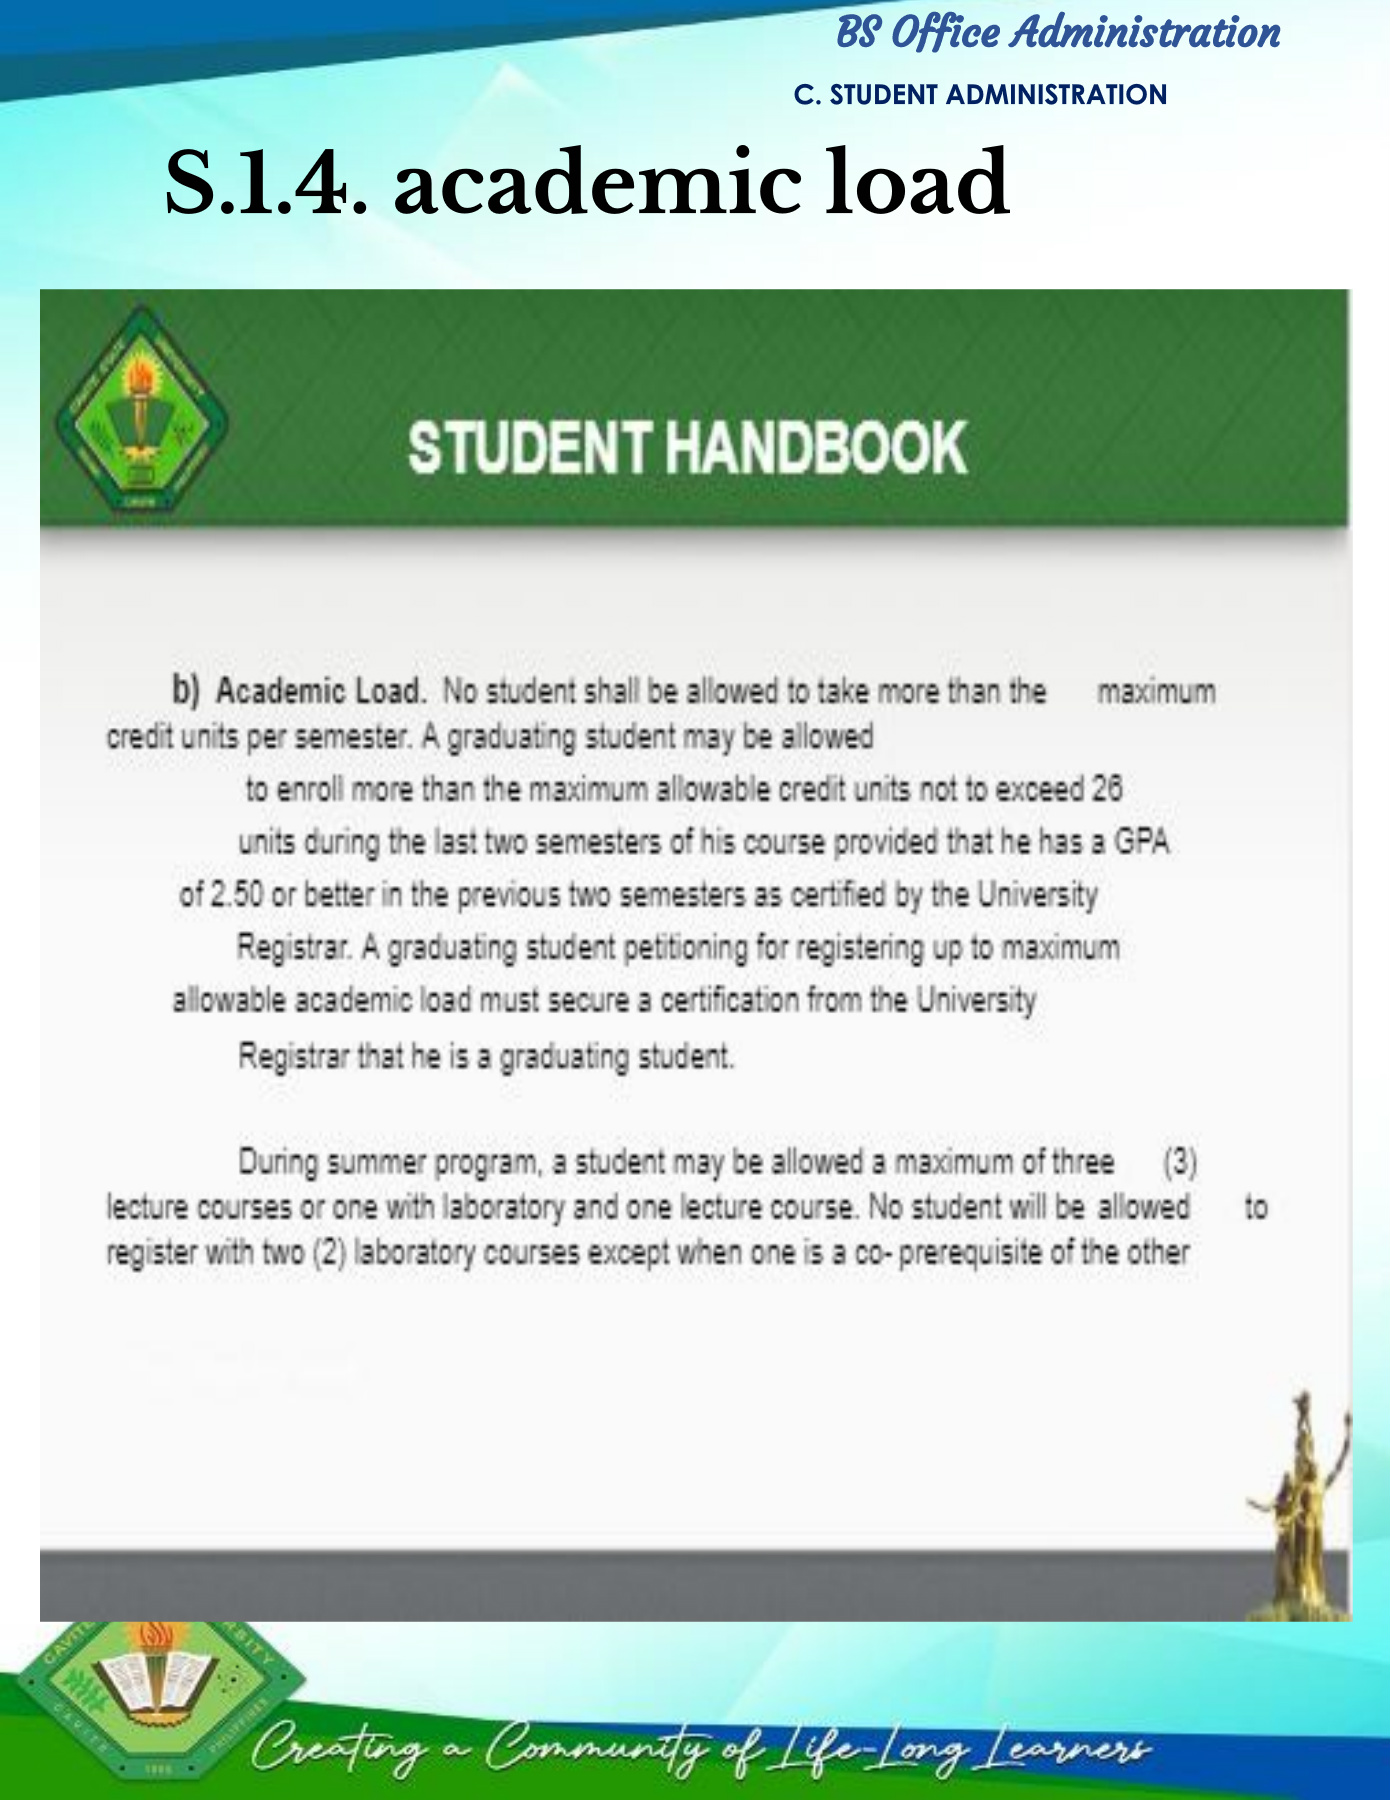 BS Office Administration
C. STUDENT ADMINISTRATION
S.1.4. academic load
STUDENT HANDBOOK
b) Academic Load. No student shall be allowed to take more than the maximum
credit units per semester. A graduating student may be allowed
to enroll more than the maximum allowable credit units not to exceed 26
units during the last two semesters of his course provided that he has a GPA
of 2.50 or better in the previous two semesters as certified by the University
Registrar. A graduating student petitioning for registering up to maximum
allowable academic load must secure a certification from the University
Registrar that he is a graduating student.
During summer program, a student may be allowed a maximum of three (3)
lecture courses or one with laboratory and one lecture course. No student will be allowed to
register with two (2) laboratory courses except when one is a co- prerequisite of the other
CAVITE
CAVITE
PHILIPPINES
Creating a Community of Life-Long Learners